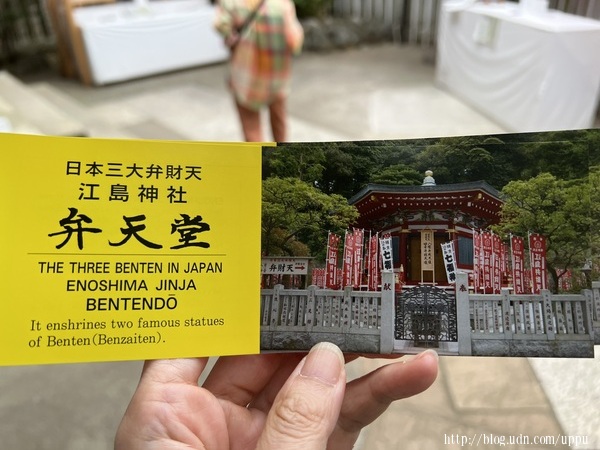 日本三大弁財天
江島神社
弁天堂
THE THREE BENTEN IN JAPAN
ENOSHIMA JINJA
BENTENDŌ
It enshrines two famous statues
of Benten(Benzaiten).
弁財天
http://blog.udn.com/uppu